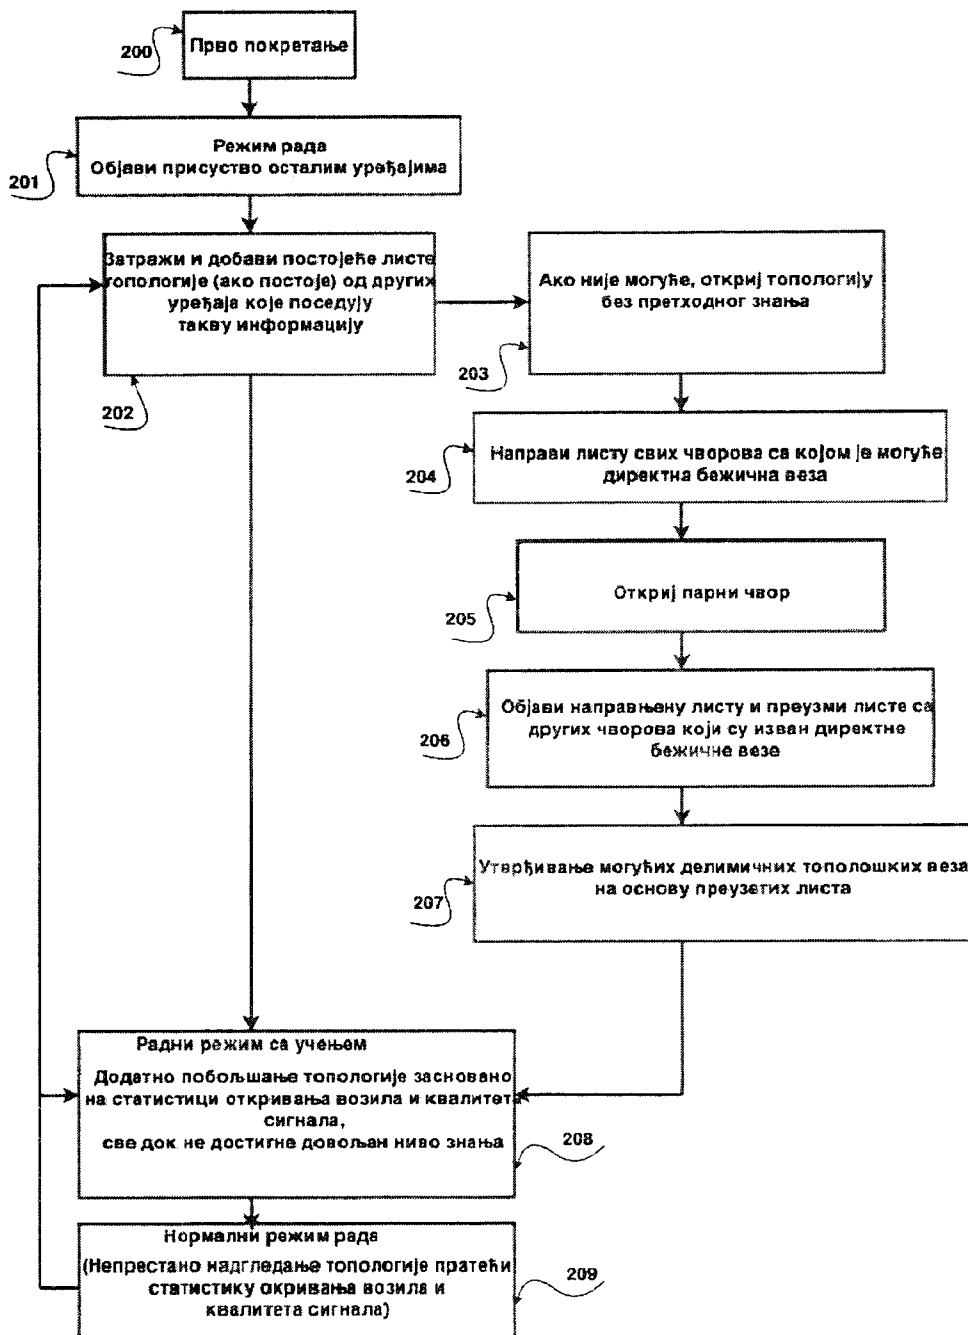 200
Прво покретање
Режим рада
Објави присуство осталим уређајима
201
Затражи и добави постојеће листе
топологије (ако постоје) од других
уређаја које поседују
такву информацију
202
Ако није могуће, откриј топологију
без претходног знања
203
Направи листу свих чворова са којом је могуће
директна бежична веза
204
Откриј парни чвор
205
Објави направњену листу и преузми листе са
других чворова који су изван директне
бежичне везе
206
Утврђивање могућих делимичних тополошких веза
на основу преузетих листа
207
Радни режим са учењем
Додатно побољшање топологије засновано
на статистици откривања возила и квалитета
сигнала,
све док не достигне довољан ниво знања
208
Нормални режим рада
(Непрестано надгледање топологије пратећи
статистику окривања возила и
квалитета сигнала)
209